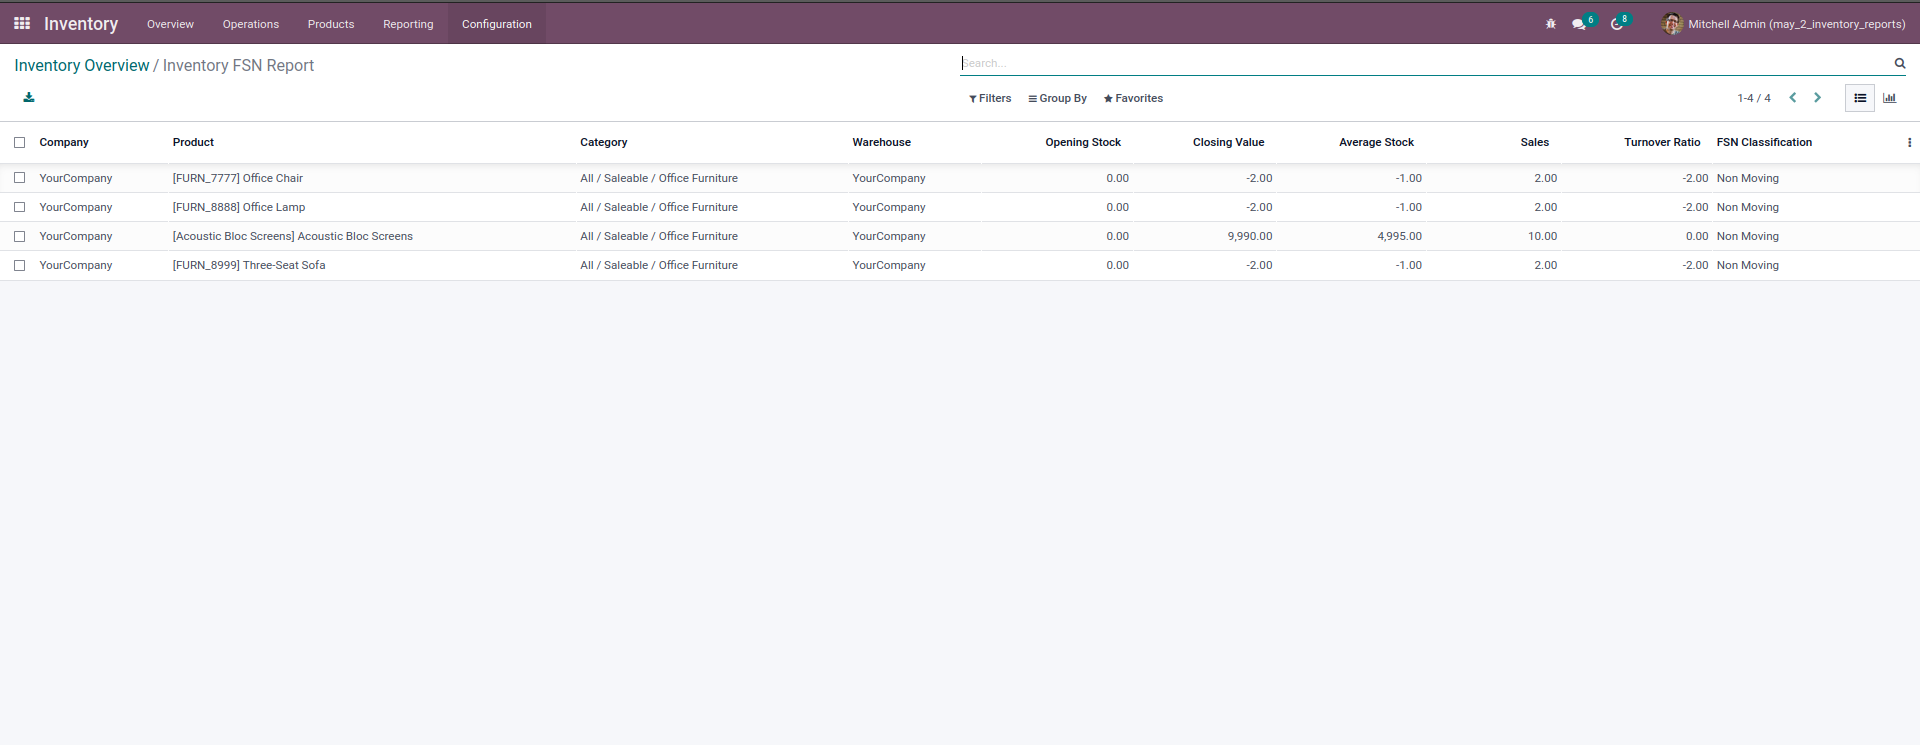 Inventory Overview Operations Products Reporting Configuration 6 8 Mitchell Admin (may_2_inventory_reports)
Inventory Overview / Inventory FSN Report Search...
Filters Group By Favorites 1-4 / 4
Company Product Category Warehouse Opening Stock Closing Value Average Stock Sales Turnover Ratio FSN Classification
YourCompany [FURN_7777] Office Chair All / Saleable / Office Furniture YourCompany 0.00 -2.00 -1.00 2.00 -2.00 Non Moving
YourCompany [FURN_8888] Office Lamp All / Saleable / Office Furniture YourCompany 0.00 -2.00 -1.00 2.00 -2.00 Non Moving
YourCompany [Acoustic Bloc Screens] Acoustic Bloc Screens All / Saleable / Office Furniture YourCompany 0.00 9,990.00 4,995.00 10.00 0.00 Non Moving
YourCompany [FURN_8999] Three-Seat Sofa All / Saleable / Office Furniture YourCompany 0.00 -2.00 -1.00 2.00 -2.00 Non Moving